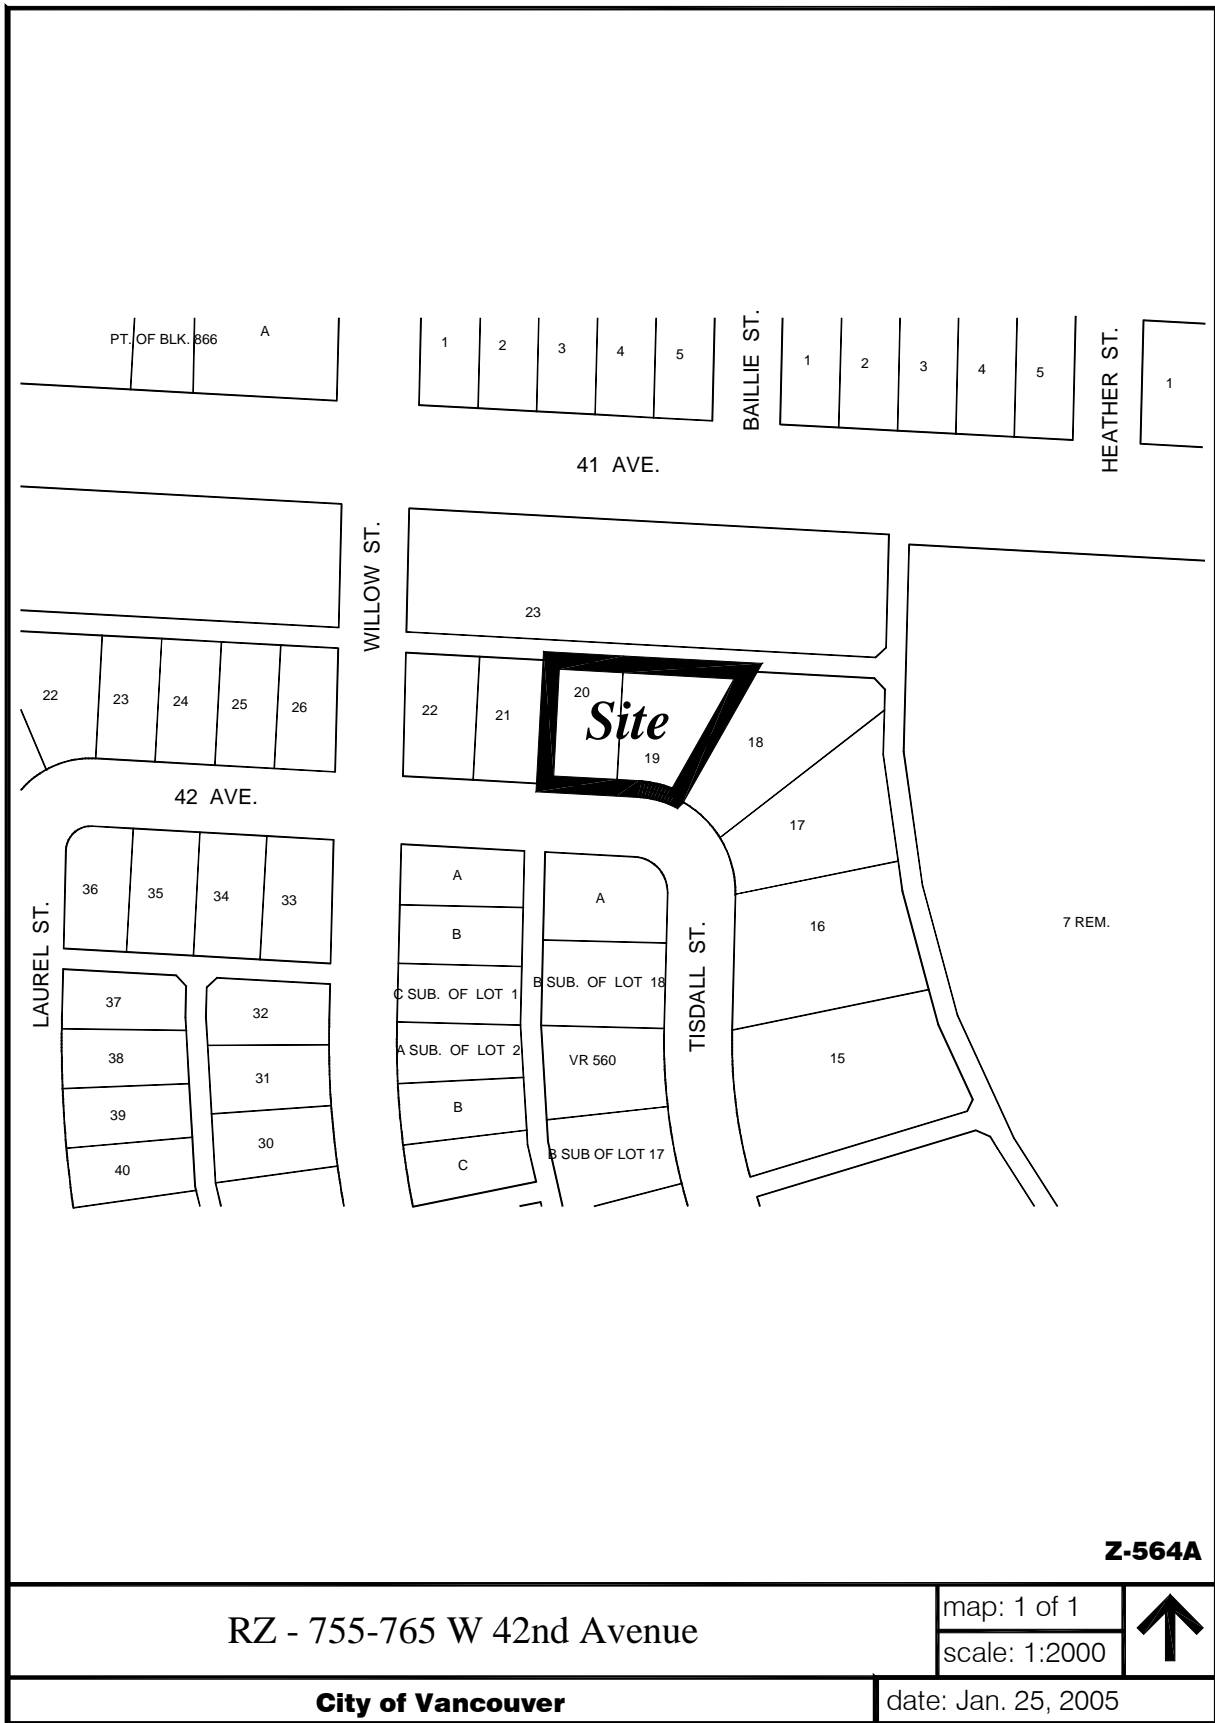 PT. OF BLK. 866
A
1
2
3
4
5
BAILLIE ST.
1
2
3
4
5
HEATHER ST.
1
41 AVE.
WILLOW ST.
23
22
23
24
25
26
22
21
20
Site
19
18
17
42 AVE.
36
35
34
33
A
B
C SUB. OF LOT 1
A SUB. OF LOT 2
B
C
A
B SUB. OF LOT 18
VR 560
B SUB OF LOT 17
TISDALL ST.
16
15
7 REM.
LAUREL ST.
37
38
39
40
32
31
30
Z-564A
RZ - 755-765 W 42nd Avenue
map: 1 of 1
scale: 1:2000
City of Vancouver
date: Jan. 25, 2005